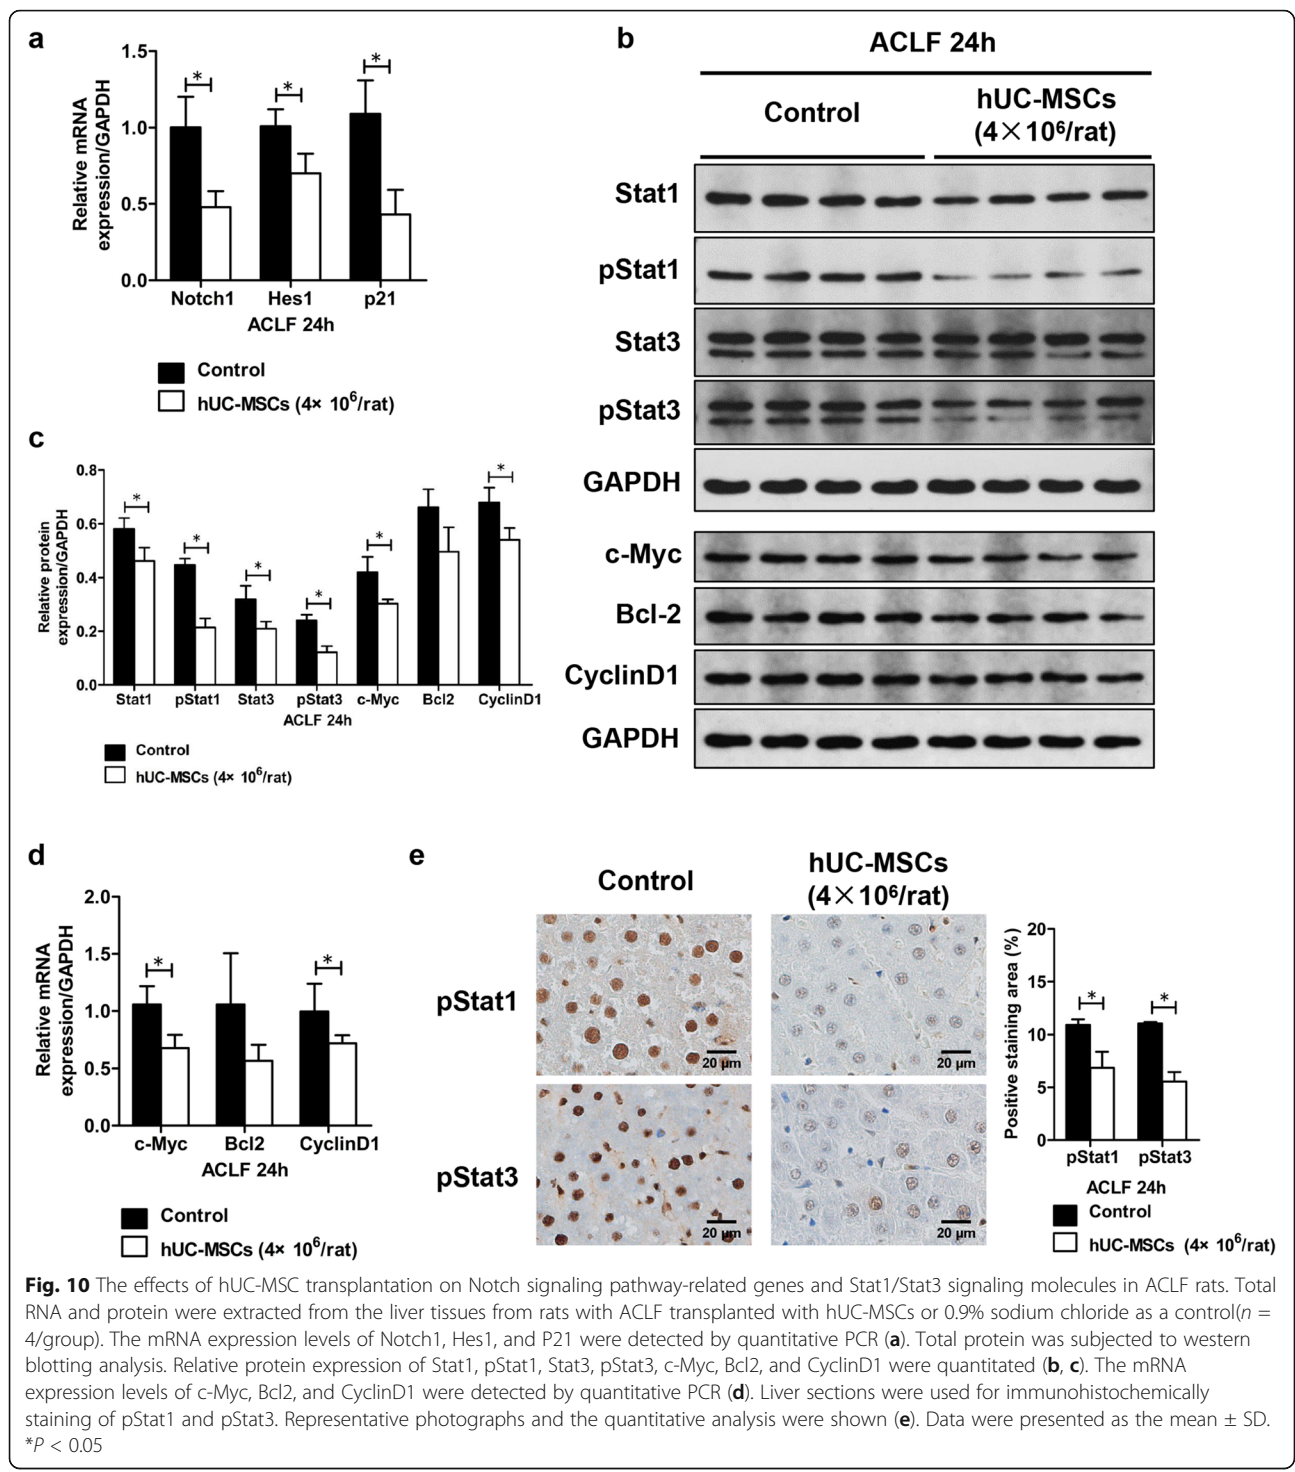 a
1.5
1.0
0.5
0.0
Relative mRNA
expression/GAPDH
*
*
*
Notch1 Hes1 p21
ACLF 24h
Control
hUC-MSCs (4× 10⁶/rat)
b
ACLF 24h
Control
hUC-MSCs
(4×10⁶/rat)
Stat1
pStat1
Stat3
pStat3
GAPDH
c-Myc
Bcl-2
CyclinD1
GAPDH
c
0.8
0.6
0.4
0.2
0.0
Relative protein
expression/GAPDH
*
*
*
*
*
*
Stat1 pStat1 Stat3 pStat3 c-Myc Bcl2 CyclinD1
ACLF 24h
Control
hUC-MSCs (4× 10⁶/rat)
d
2.0
1.5
1.0
0.5
0.0
Relative mRNA
expression/GAPDH
*
*
c-Myc Bcl2 CyclinD1
ACLF 24h
Control
hUC-MSCs (4× 10⁶/rat)
e
Control
hUC-MSCs
(4×10⁶/rat)
pStat1
20 μm
20 μm
pStat3
20 μm
20 μm
20
15
10
5
0
Positive staining area (%)
*
*
pStat1 pStat3
ACLF 24h
Control
hUC-MSCs (4× 10⁶/rat)
Fig. 10 The effects of hUC-MSC transplantation on Notch signaling pathway-related genes and Stat1/Stat3 signaling molecules in ACLF rats. Total
RNA and protein were extracted from the liver tissues from rats with ACLF transplanted with hUC-MSCs or 0.9% sodium chloride as a control(n =
4/group). The mRNA expression levels of Notch1, Hes1, and P21 were detected by quantitative PCR (a). Total protein was subjected to western
blotting analysis. Relative protein expression of Stat1, pStat1, Stat3, pStat3, c-Myc, Bcl2, and CyclinD1 were quantitated (b, c). The mRNA
expression levels of c-Myc, Bcl2, and CyclinD1 were detected by quantitative PCR (d). Liver sections were used for immunohistochemically
staining of pStat1 and pStat3. Representative photographs and the quantitative analysis were shown (e). Data were presented as the mean ± SD.
*P < 0.05